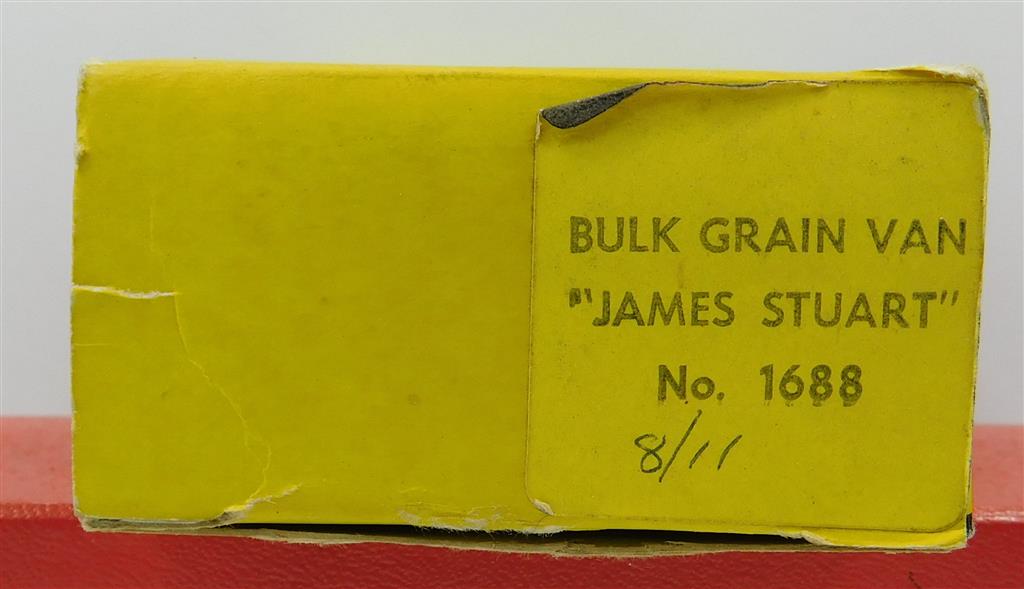 BULK GRAIN VAN
"JAMES STUART"
No. 1688
8/11